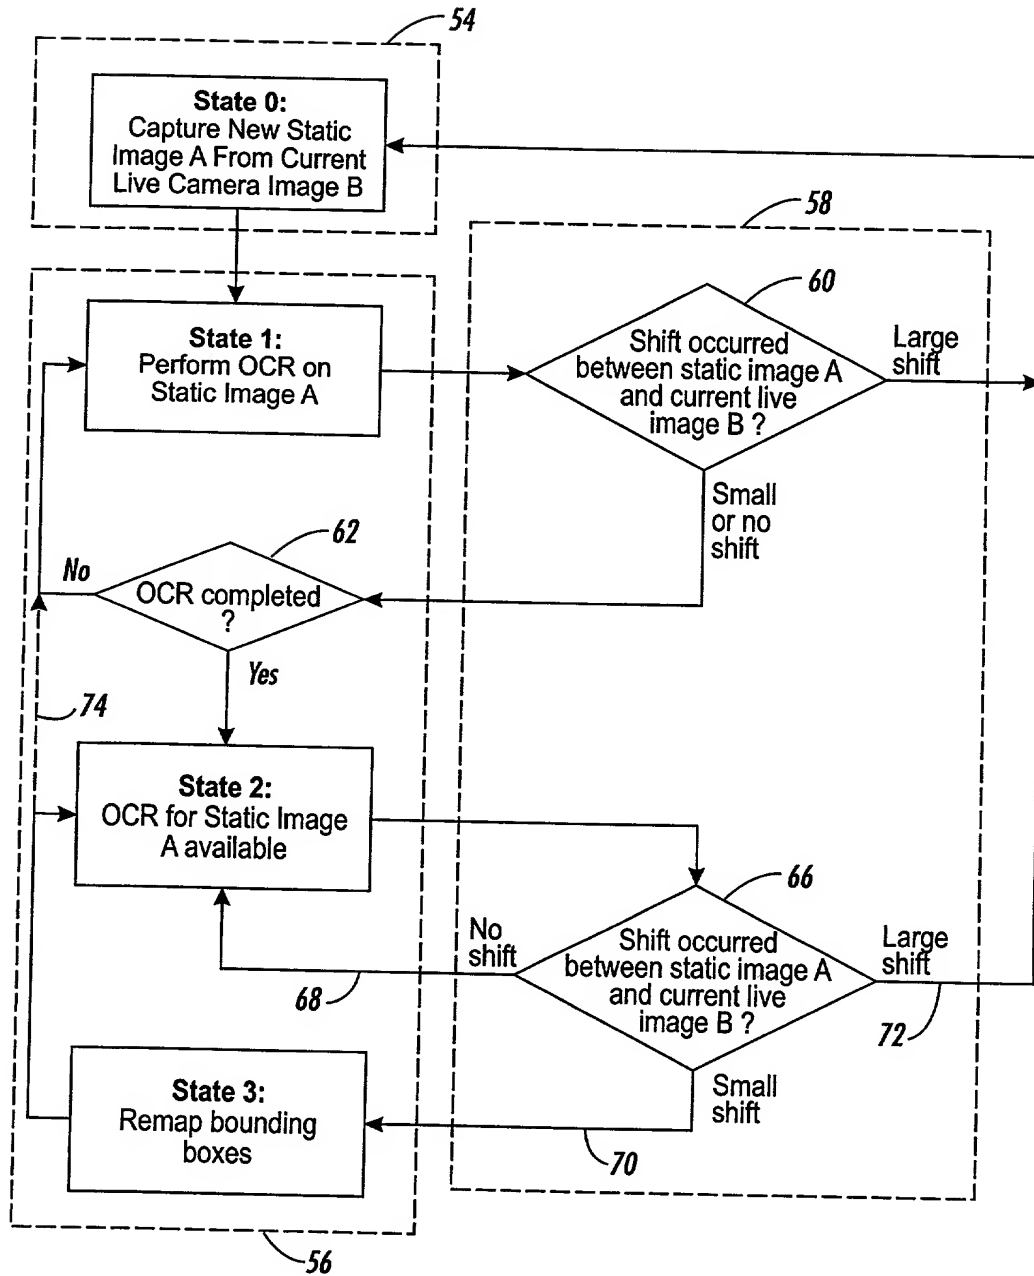 54
State 0:
Capture New Static
Image A From Current
Live Camera Image B
58
60
State 1:
Perform OCR on
Static Image A
Shift occurred
between static image A
and current live
image B ?
Large
shift
Small
or no
shift
62
No
OCR completed
?
Yes
74
State 2:
OCR for Static Image
A available
66
No
shift
Shift occurred
between static image A
and current live
image B ?
Large
shift
68
72
State 3:
Remap bounding
boxes
Small
shift
70
56